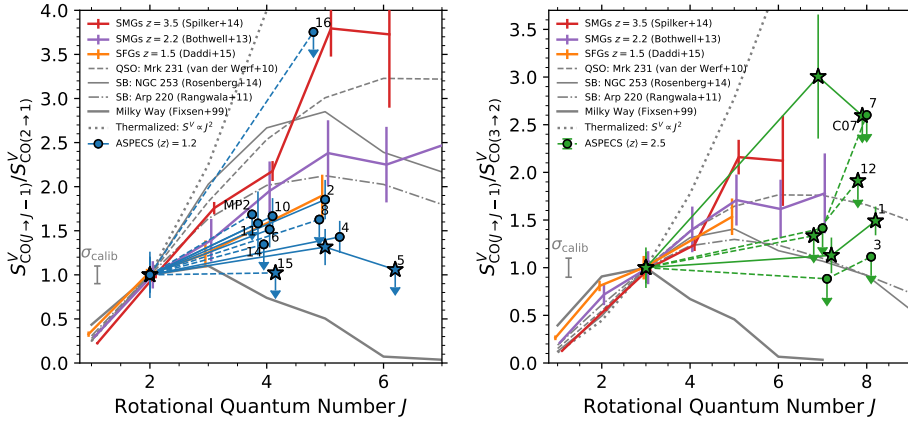 SMGs z = 3.5 (Spilker+14)
SMGs z = 2.2 (Bothwell+13)
SFGs z = 1.5 (Daddi+15)
QSO: Mrk 231 (van der Werf+10)
SB: NGC 253 (Rosenberg+14)
SB: Arp 220 (Rangwala+11)
Milky Way (Fixsen+99)
Thermalized: S^V ∝ J^2
ASPECS ⟨z⟩ = 1.2
16
MP2
10
2
8
11
6
14
4
15
5
σ_calib
4.0
3.5
3.0
2.5
2.0
1.5
1.0
0.5
0.0
2
4
6
Rotational Quantum Number J
S^V_CO(J→J−1)/S^V_CO(2→1)
SMGs z = 3.5 (Spilker+14)
SMGs z = 2.2 (Bothwell+13)
SFGs z = 1.5 (Daddi+15)
QSO: Mrk 231 (van der Werf+10)
SB: NGC 253 (Rosenberg+14)
SB: Arp 220 (Rangwala+11)
Milky Way (Fixsen+99)
Thermalized: S^V ∝ J^2
ASPECS ⟨z⟩ = 2.5
7
C07
12
1
3
σ_calib
3.5
3.0
2.5
2.0
1.5
1.0
0.5
0.0
2
4
6
8
Rotational Quantum Number J
S^V_CO(J→J−1)/S^V_CO(3→2)